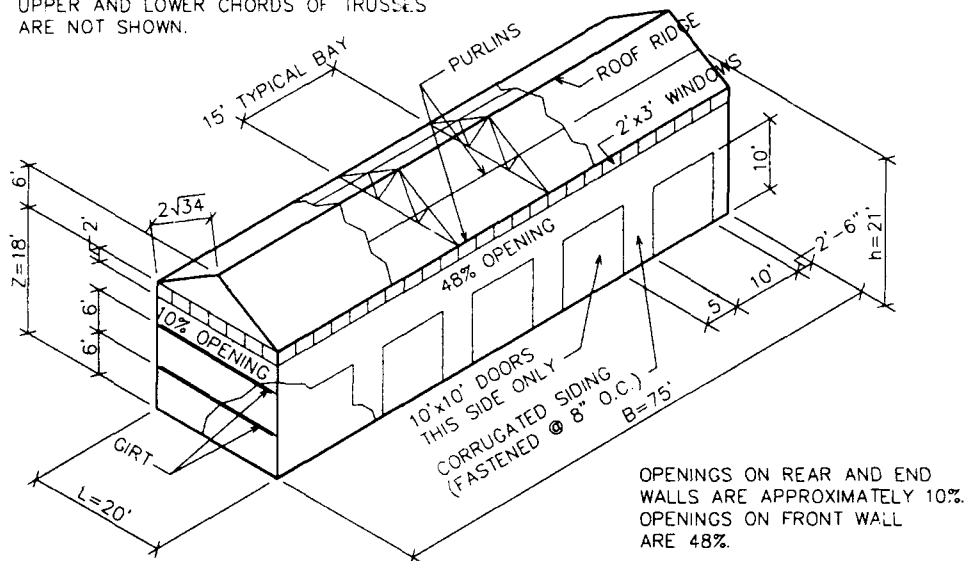 UPPER AND LOWER CHORDS OF TRUSSES
ARE NOT SHOWN.
15' TYPICAL BAY
PURLINS
ROOF RIDGE
2'x3' WINDOWS
6'
2'
Z=18'
6'
6'
2√34
10% OPENING
48% OPENING
10'
h=21'
2'-6"
10'
5
10'x10' DOORS
THIS SIDE ONLY
CORRUGATED SIDING
(FASTENED @ 8" O.C.)
B=75'
GIRT
L=20'
OPENINGS ON REAR AND END
WALLS ARE APPROXIMATELY 10%.
OPENINGS ON FRONT WALL
ARE 48%.